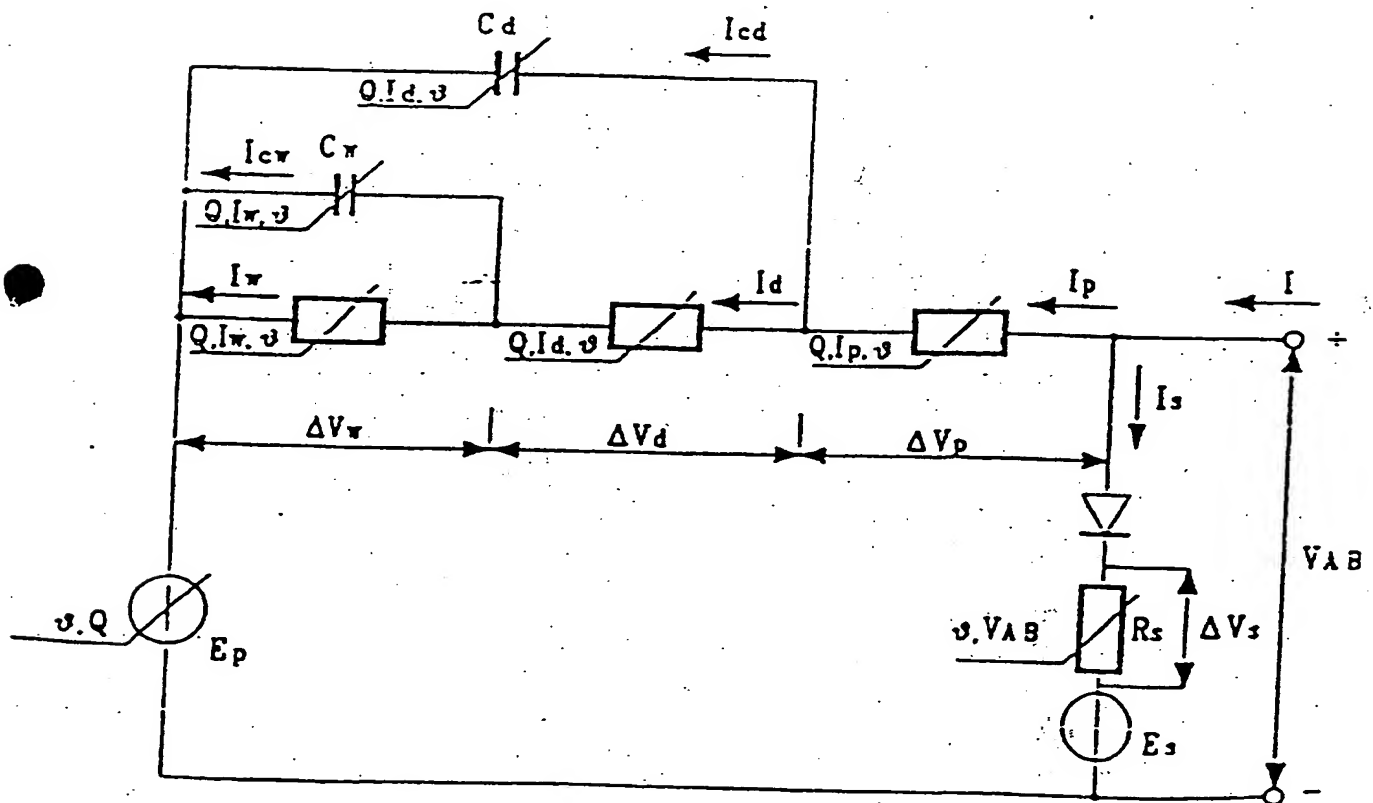 Cd
Icd
Q.Id.ϑ
Icw
Cw
Q.Iw.ϑ
Iw
Id
Ip
I
Q.Iw.ϑ
Q.Id.ϑ
Q.Ip.ϑ
÷
Is
ΔVw
ΔVd
ΔVp
VAB
ϑ.Q
Ep
ϑ.VAB
Rs
ΔVs
Es
-